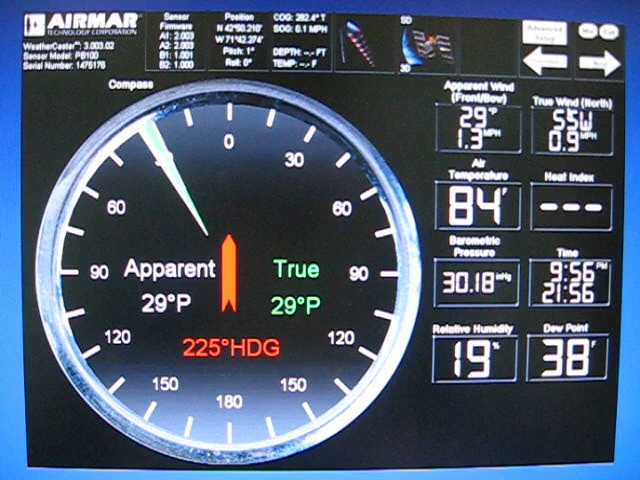 AIRMAR
TECHNOLOGY CORPORATION
WeatherCaster™: 3.003.02
Sensor Model: PB100
Serial Number: 1475176
Sensor
Firmware
A1: 2.003
A2: 2.003
B1: 1.001
B2: 1.000
Position
N 42°50.210'
W 71°42.274'
Pitch: 1°
Roll: 0°
COG: 282.4° T
SOG: 0.1 MPH
DEPTH: --.- FT
TEMP: --.- F
SD
3D
Advanced
Setup
Compass
0
30
30
60
60
90
90
120
120
150
150
180
Apparent
29°P
True
29°P
225°HDG
Apparent Wind
(Front/Bow)
29°P
1.3 MPH
True Wind (North)
SSW
0.9 MPH
Air
Temperature
84°F
Heat Index
---
Barometric
Pressure
30.18 inHg
Time
9:56 PM
21:56
Relative Humidity
19%
Dew Point
38°F